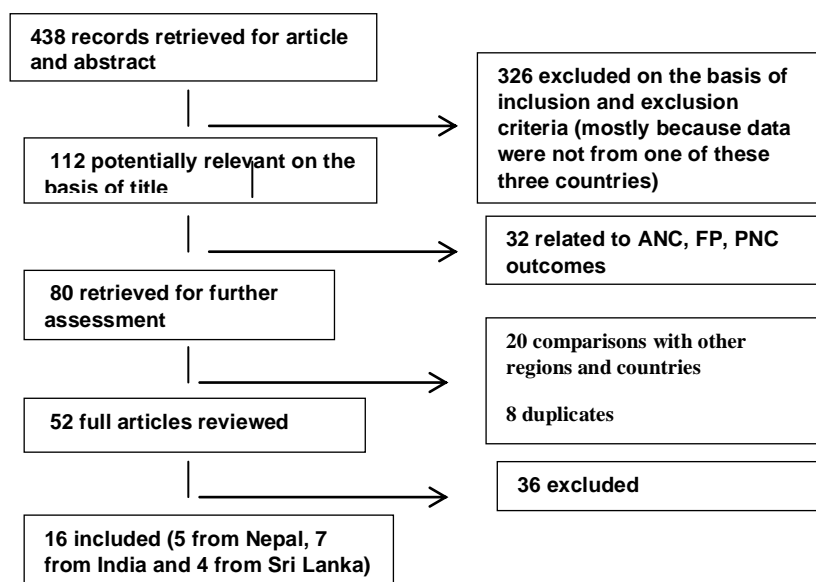 438 records retrieved for article
and abstract
326 excluded on the basis of
inclusion and exclusion
criteria (mostly because data
were not from one of these
three countries)
112 potentially relevant on the
basis of title
32 related to ANC, FP, PNC
outcomes
80 retrieved for further
assessment
20 comparisons with other
regions and countries
8 duplicates
52 full articles reviewed
36 excluded
16 included (5 from Nepal, 7
from India and 4 from Sri Lanka)